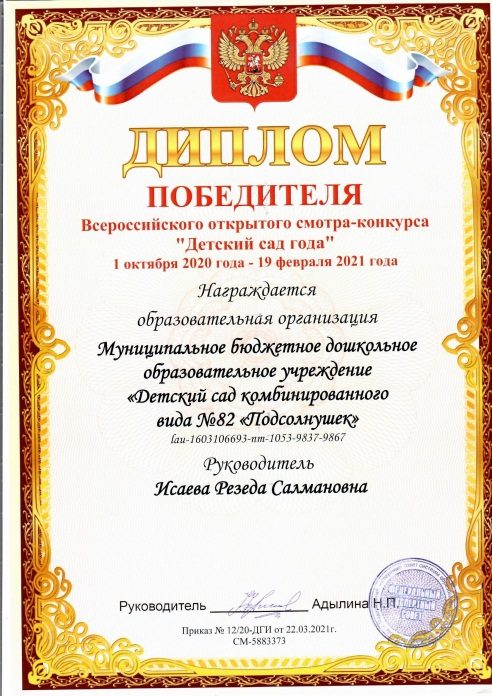 ДИПЛОМ
ПОБЕДИТЕЛЯ
Всероссийского открытого смотра-конкурса
"Детский сад года"
1 октября 2020 года - 19 февраля 2021 года
Награждается
образовательная организация
Муниципальное бюджетное дошкольное
образовательное учреждение
«Детский сад комбинированного
вида №82 «Подсолнушек»
lau-1603106693-nm-1053-9837-9867
Руководитель
Исаева Резеда Салмановна
Руководитель Адылина Н.П.
Приказ № 12/20-ДГИ от 22.03.2021г.
СМ-5883373